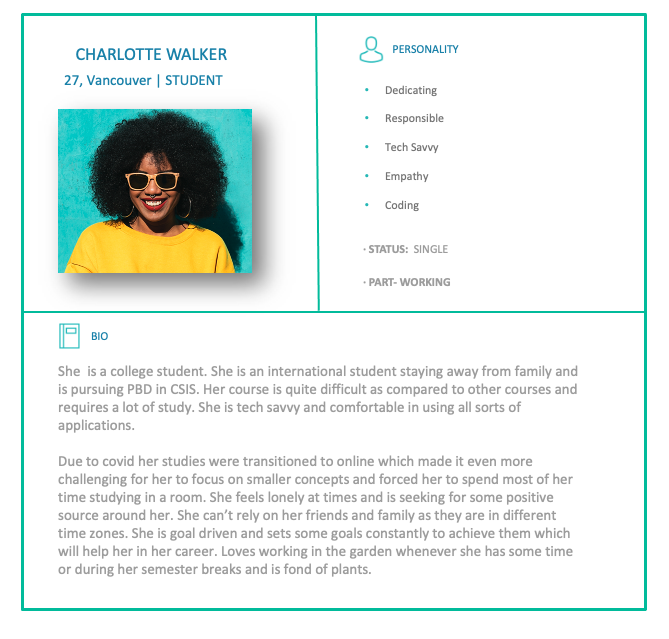 CHARLOTTE WALKER
27, Vancouver | STUDENT
PERSONALITY
• Dedicating
• Responsible
• Tech Savvy
• Empathy
• Coding
· STATUS: SINGLE
· PART- WORKING
BIO
She is a college student. She is an international student staying away from family and
is pursuing PBD in CSIS. Her course is quite difficult as compared to other courses and
requires a lot of study. She is tech savvy and comfortable in using all sorts of
applications.
Due to covid her studies were transitioned to online which made it even more
challenging for her to focus on smaller concepts and forced her to spend most of her
time studying in a room. She feels lonely at times and is seeking for some positive
source around her. She can’t rely on her friends and family as they are in different
time zones. She is goal driven and sets some goals constantly to achieve them which
will help her in her career. Loves working in the garden whenever she has some time
or during her semester breaks and is fond of plants.